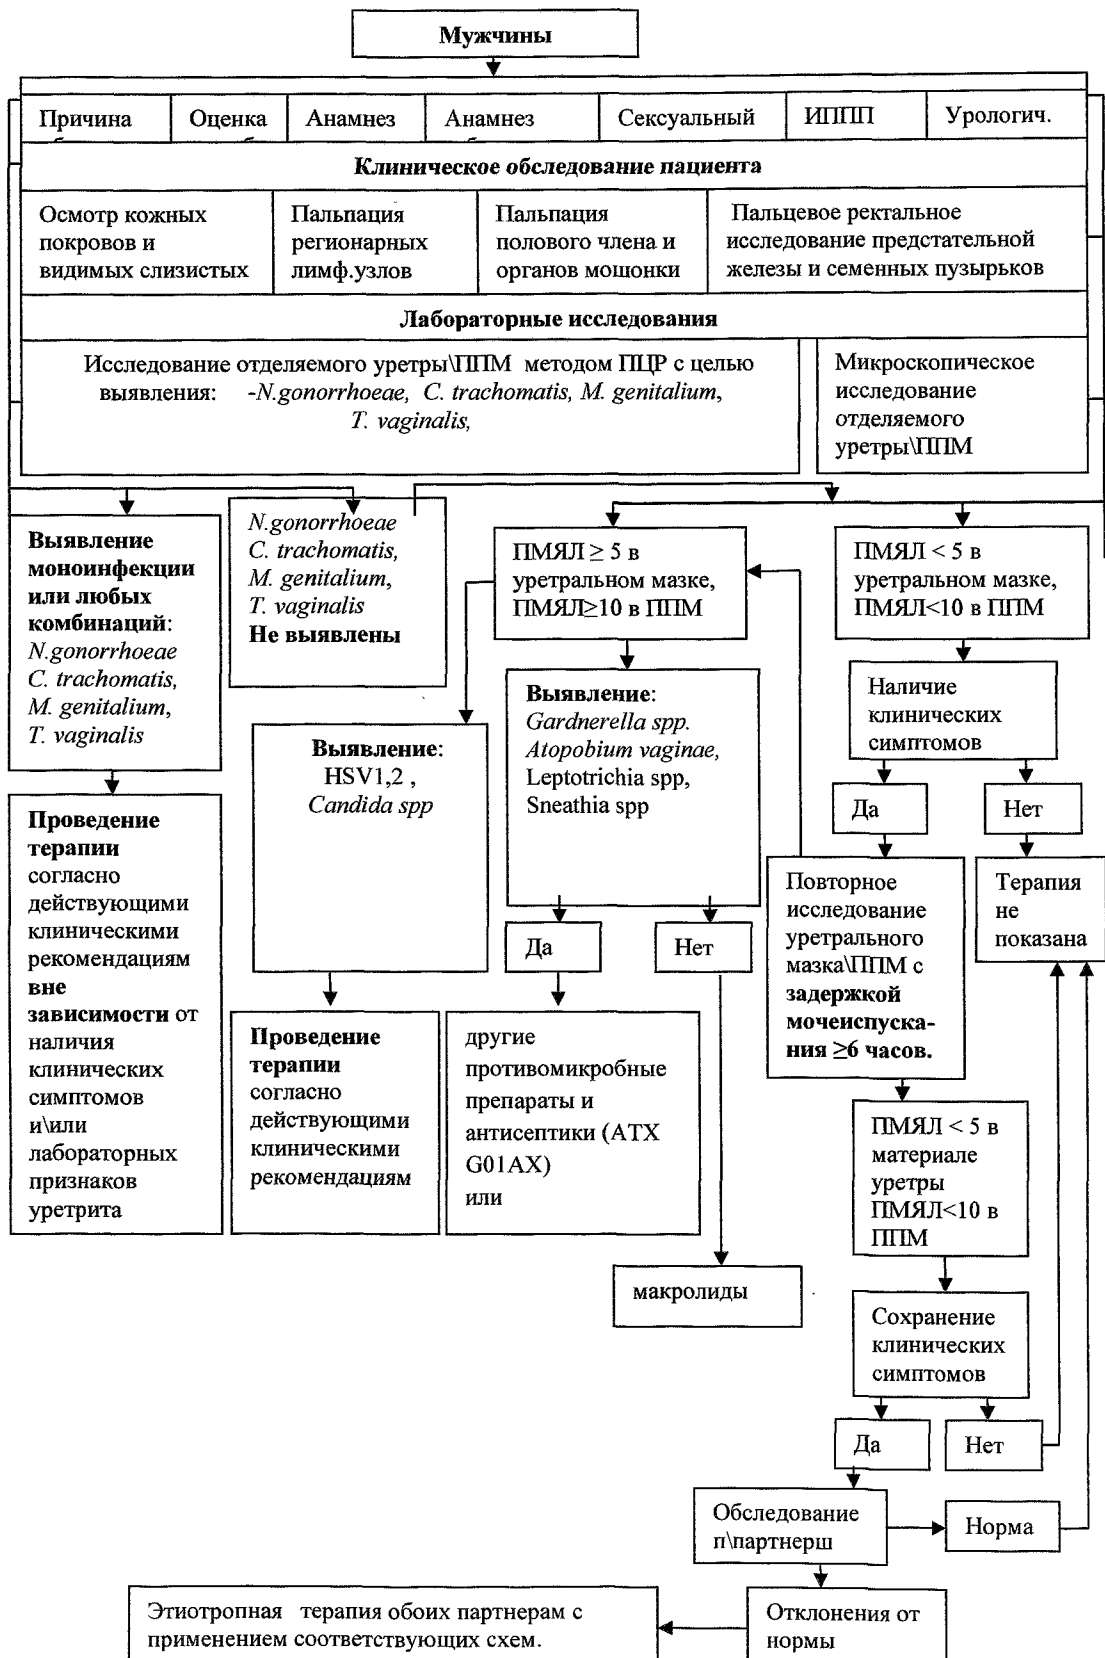 Мужчины
Причина
Оценка
Анамнез
Анамнез
Сексуальный
ИППП
Урологич.
Клиническое обследование пациента
Осмотр кожных
покровов и
видимых слизистых
Пальпация
регионарных
лимф.узлов
Пальпация
полового члена и
органов мошонки
Пальцевое ректальное
исследование предстательной
железы и семенных пузырьков
Лабораторные исследования
Исследование отделяемого уретры\ППМ методом ПЦР с целью
выявления: -N.gonorrhoeae, C. trachomatis, M. genitalium,
T. vaginalis,
Микроскопическое
исследование
отделяемого
уретры\ППМ
Выявление
моноинфекции
или любых
комбинаций:
N.gonorrhoeae
C. trachomatis,
M. genitalium,
T. vaginalis
N.gonorrhoeae
C. trachomatis,
M. genitalium,
T. vaginalis
Не выявлены
ПМЯЛ ≥ 5 в
уретральном мазке,
ПМЯЛ≥10 в ППМ
ПМЯЛ < 5 в
уретральном мазке,
ПМЯЛ<10 в ППМ
Выявление:
HSV1,2 ,
Candida spp
Выявление:
Gardnerella spp.
Atopobium vaginae,
Leptotrichia spp,
Sneathia spp
Наличие
клинических
симптомов
Да
Нет
Проведение
терапии
согласно
действующими
клиническими
рекомендациям
вне
зависимости от
наличия
клинических
симптомов
и\или
лабораторных
признаков
уретрита
Да
Нет
Повторное
исследование
уретрального
мазка\ППМ с
задержкой
мочеиспуска-
ния ≥6 часов.
Терапия
не
показана
Проведение
терапии
согласно
действующими
клиническими
рекомендациям
другие
противомикробные
препараты и
антисептики (АТХ
G01AX)
или
ПМЯЛ < 5 в
материале
уретры
ПМЯЛ<10 в
ППМ
макролиды
Сохранение
клинических
симптомов
Да
Нет
Обследование
п\партнерш
Норма
Этиотропная терапия обоих партнерам с
применением соответствующих схем.
Отклонения от
нормы